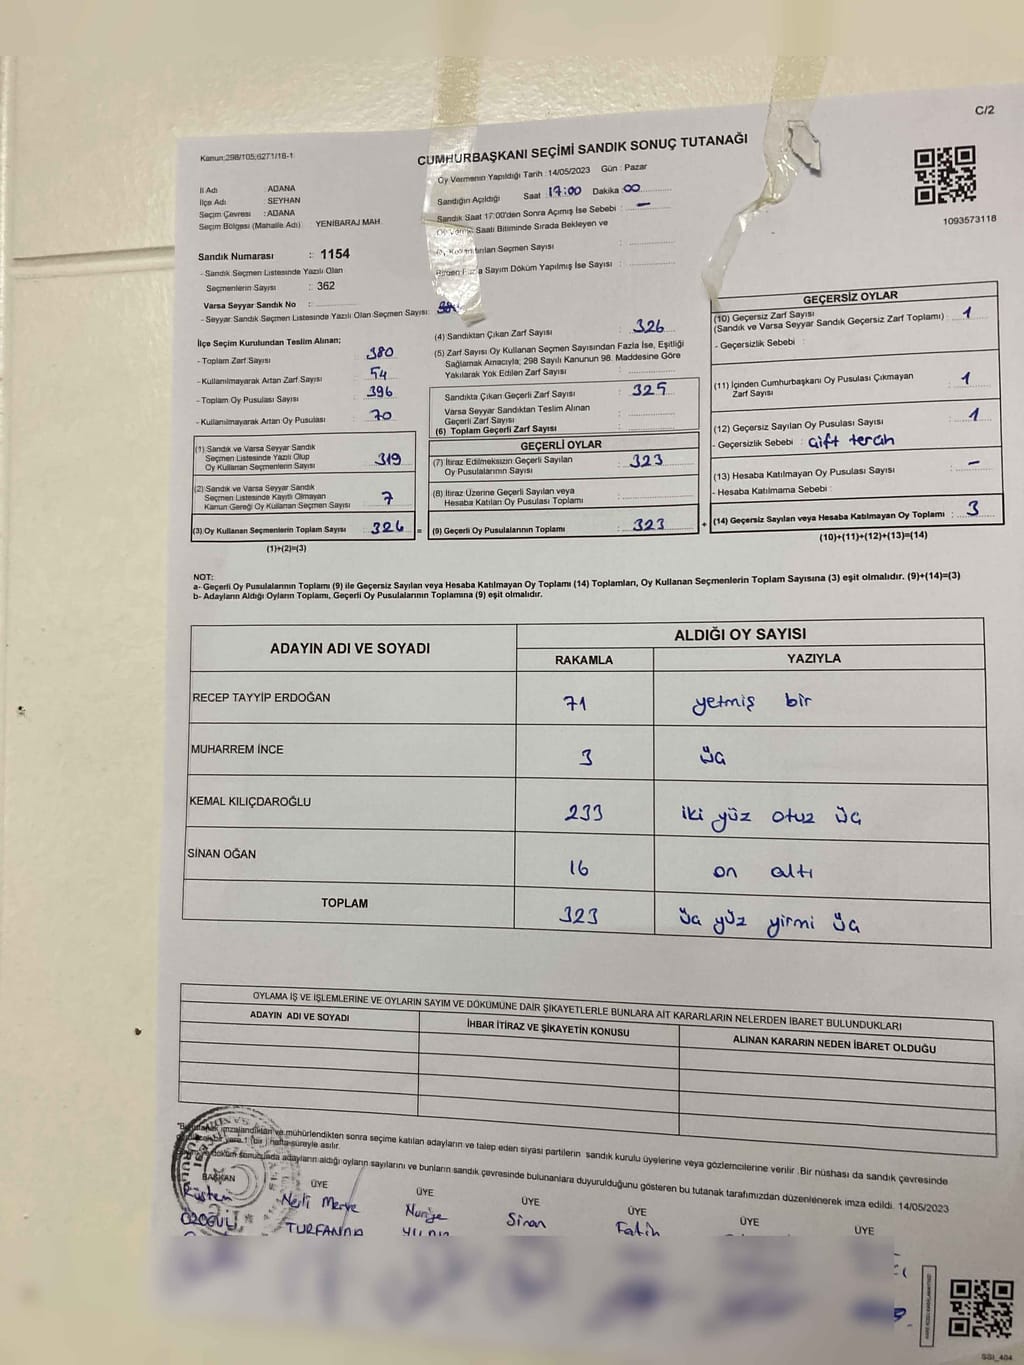 C/2
Kanun:298/105;6271/18-1
CUMHURBAŞKANI SEÇİMİ SANDIK SONUÇ TUTANAĞI
Oy Vermenin Yapıldığı Tarih : 14/05/2023 Gün : Pazar
İl Adı : ADANA
İlçe Adı : SEYHAN
Seçim Çevresi : ADANA
Seçim Bölgesi (Mahalle Adı) YENİBARAJ MAH.
Sandık Numarası : 1154
- Sandık Seçmen Listesinde Yazılı Olan
Seçmenlerin Sayısı : 362
Varsa Seyyar Sandık No :
- Seyyar Sandık Seçmen Listesinde Yazılı Olan Seçmen Sayısı:
Sandığın Açıldığı Saat 17:00 Dakika 00
Sandık Saat 17:00'den Sonra Açımış İse Sebebi : -
Saati Bitiminde Sırada Bekleyen ve
Seçmen Sayısı :
Sayım Döküm Yapılmış İse Sayısı :
1093573118
İlçe Seçim Kurulundan Teslim Alınan;
- Toplam Zarf Sayısı 380
- Kullanılmayarak Artan Zarf Sayısı 54
- Toplam Oy Pusulası Sayısı 396
- Kullanılmayarak Artan Oy Pusulası 70
(1) Sandık ve Varsa Seyyar Sandık
Seçmen Listesinde Yazılı Olup
Oy Kullanan Seçmenlerin Sayısı 319
(2) Sandık ve Varsa Seyyar Sandık
Seçmen Listesinde Kayıtlı Olmayan
Kanun Gereği Oy Kullanan Seçmen Sayısı 7
(3) Oy Kullanan Seçmenlerin Toplam Sayısı 326 =
(1)+(2)=(3)
(4) Sandıktan Çıkan Zarf Sayısı : 326
(5) Zarf Sayısı Oy Kullanan Seçmen Sayısından Fazla İse, Eşitliği
Sağlamak Amacıyla; 298 Sayılı Kanunun 98. Maddesine Göre
Yakılarak Yok Edilen Zarf Sayısı :
Sandıkta Çıkan Geçerli Zarf Sayısı : 325
Varsa Seyyar Sandıktan Teslim Alınan
Geçerli Zarf Sayısı :
(6) Toplam Geçerli Zarf Sayısı :
GEÇERLİ OYLAR
(7) İtiraz Edilmeksizin Geçerli Sayılan
Oy Pusulalarının Sayısı : 323
(8) İtiraz Üzerine Geçerli Sayılan veya
Hesaba Katılan Oy Pusulası Toplamı :
(9) Geçerli Oy Pusulalarının Toplamı : 323 +
GEÇERSİZ OYLAR
(10) Geçersiz Zarf Sayısı
(Sandık ve Varsa Seyyar Sandık Geçersiz Zarf Toplamı) : 1
- Geçersizlik Sebebi :
(11) İçinden Cumhurbaşkanı Oy Pusulası Çıkmayan
Zarf Sayısı : 1
(12) Geçersiz Sayılan Oy Pusulası Sayısı : 1
- Geçersizlik Sebebi : Çift tercih
(13) Hesaba Katılmayan Oy Pusulası Sayısı : -
- Hesaba Katılmama Sebebi :
(14) Geçersiz Sayılan veya Hesaba Katılmayan Oy Toplamı : 3
(10)+(11)+(12)+(13)=(14)
NOT:
a- Geçerli Oy Pusulalarının Toplamı (9) ile Geçersiz Sayılan veya Hesaba Katılmayan Oy Toplamı (14) Toplamları, Oy Kullanan Seçmenlerin Toplam Sayısına (3) eşit olmalıdır. (9)+(14)=(3)
b- Adayların Aldığı Oyların Toplamı, Geçerli Oy Pusulalarının Toplamına (9) eşit olmalıdır.
ADAYIN ADI VE SOYADI
ALDIĞI OY SAYISI
RAKAMLA YAZIYLA
RECEP TAYYİP ERDOĞAN 71 yetmiş bir
MUHARREM İNCE 3 üç
KEMAL KILIÇDAROĞLU 233 iki yüz otuz üç
SİNAN OĞAN 16 on altı
TOPLAM 323 üç yüz yirmi üç
OYLAMA İŞ VE İŞLEMLERİNE VE OYLARIN SAYIM VE DÖKÜMÜNE DAİR ŞİKAYETLERLE BUNLARA AİT KARARLARIN NELERDEN İBARET BULUNDUKLARI
ADAYIN ADI VE SOYADI İHBAR İTİRAZ VE ŞİKAYETİN KONUSU ALINAN KARARIN NEDEN İBARET OLDUĞU
imzalandıktan ve mühürlendikten sonra seçime katılan adayların ve talep eden siyasi partilerin sandık kurulu üyelerine veya gözlemcilerine verilir. Bir nüshası da sandık çevresinde
yere 1 (bir) hafta süreyle asılır.
döküm sonucunda adayların aldığı oyların sayılarını ve bunların sandık çevresinde bulunanlara duyurulduğunu gösteren bu tutanak tarafımızdan düzenlenerek imza edildi. 14/05/2023
BAŞKAN ÜYE ÜYE ÜYE ÜYE ÜYE ÜYE
Rüstem Nesli Merve Nuriye Sinan Fatih
ÖZOĞUL TURFANDA
SSI_404